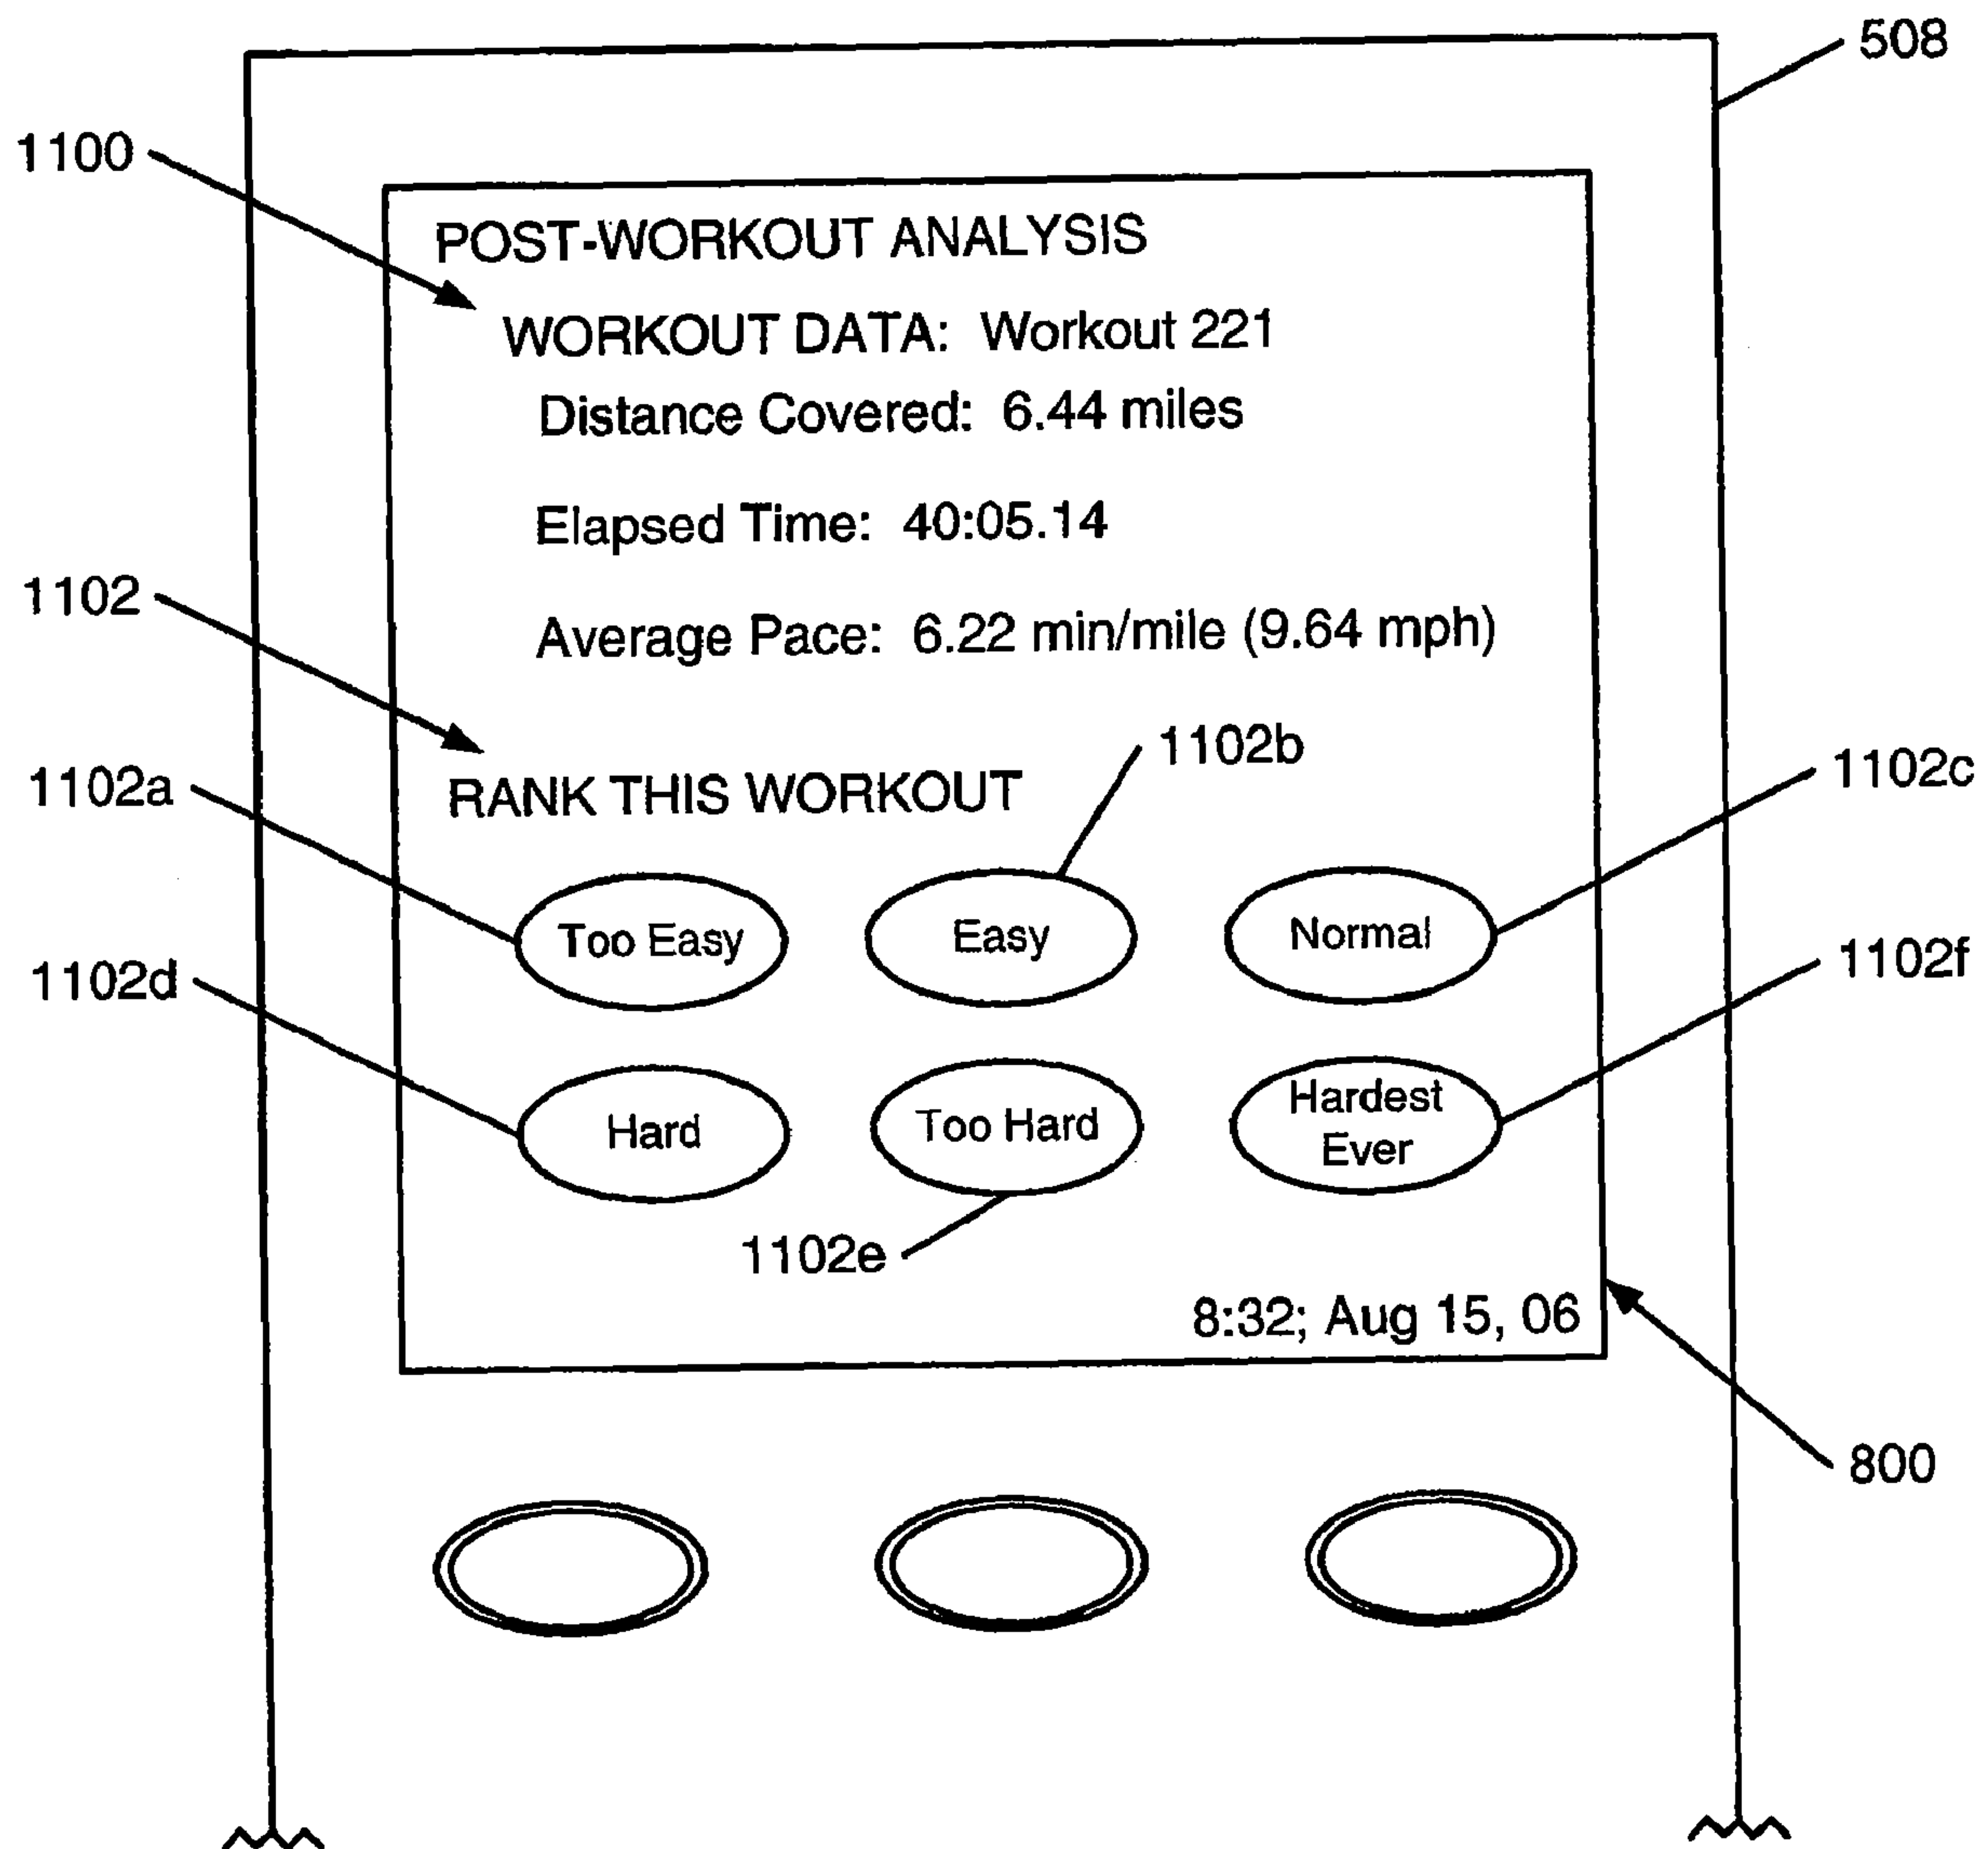 508
1100
POST-WORKOUT ANALYSIS
WORKOUT DATA: Workout 221
Distance Covered: 6.44 miles
Elapsed Time: 40:05.14
1102
Average Pace: 6.22 min/mile (9.64 mph)
1102b
1102a
RANK THIS WORKOUT
1102c
Too Easy
Easy
Normal
1102d
1102f
Hard
Too Hard
Hardest
Ever
1102e
8:32; Aug 15, 06
800